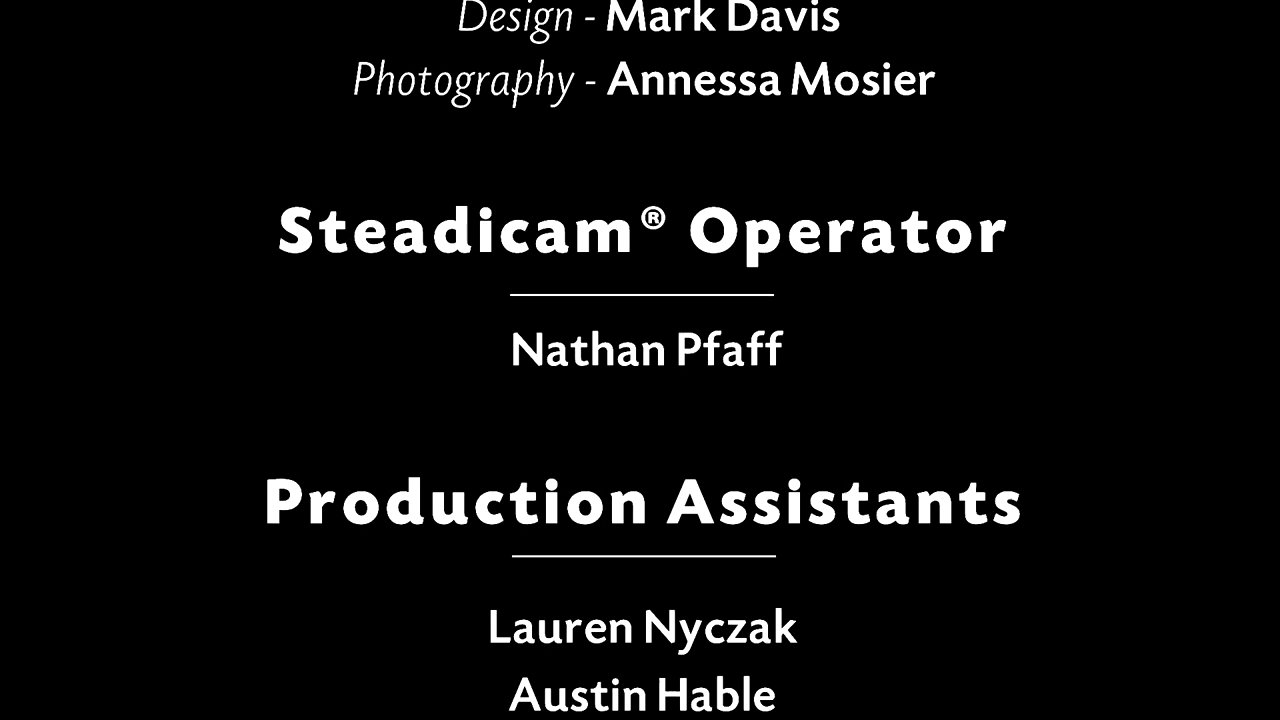 Design - Mark Davis
Photography - Annessa Mosier
Steadicam® Operator
Nathan Pfaff
Production Assistants
Lauren Nyczak
Austin Hable